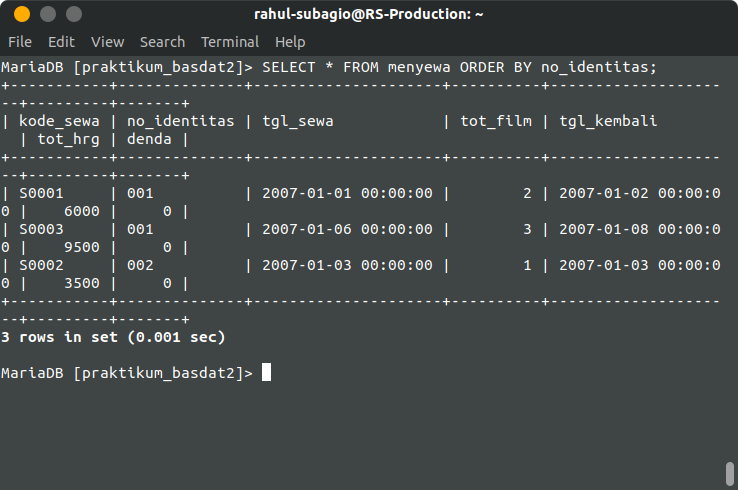 rahul-subagio@RS-Production: ~
File Edit View Search Terminal Help
MariaDB [praktikum_basdat2]> SELECT * FROM menyewa ORDER BY no_identitas;
+-----------+--------------+---------------------+----------+-------------------
--+---------+-------+
| kode_sewa | no_identitas | tgl_sewa            | tot_film | tgl_kembali
  | tot_hrg | denda |
+-----------+--------------+---------------------+----------+-------------------
--+---------+-------+
| S0001     | 001          | 2007-01-01 00:00:00 |        2 | 2007-01-02 00:00:0
0 |    6000 |     0 |
| S0003     | 001          | 2007-01-06 00:00:00 |        3 | 2007-01-08 00:00:0
0 |    9500 |     0 |
| S0002     | 002          | 2007-01-03 00:00:00 |        1 | 2007-01-03 00:00:0
0 |    3500 |     0 |
+-----------+--------------+---------------------+----------+-------------------
--+---------+-------+
3 rows in set (0.001 sec)
MariaDB [praktikum_basdat2]>